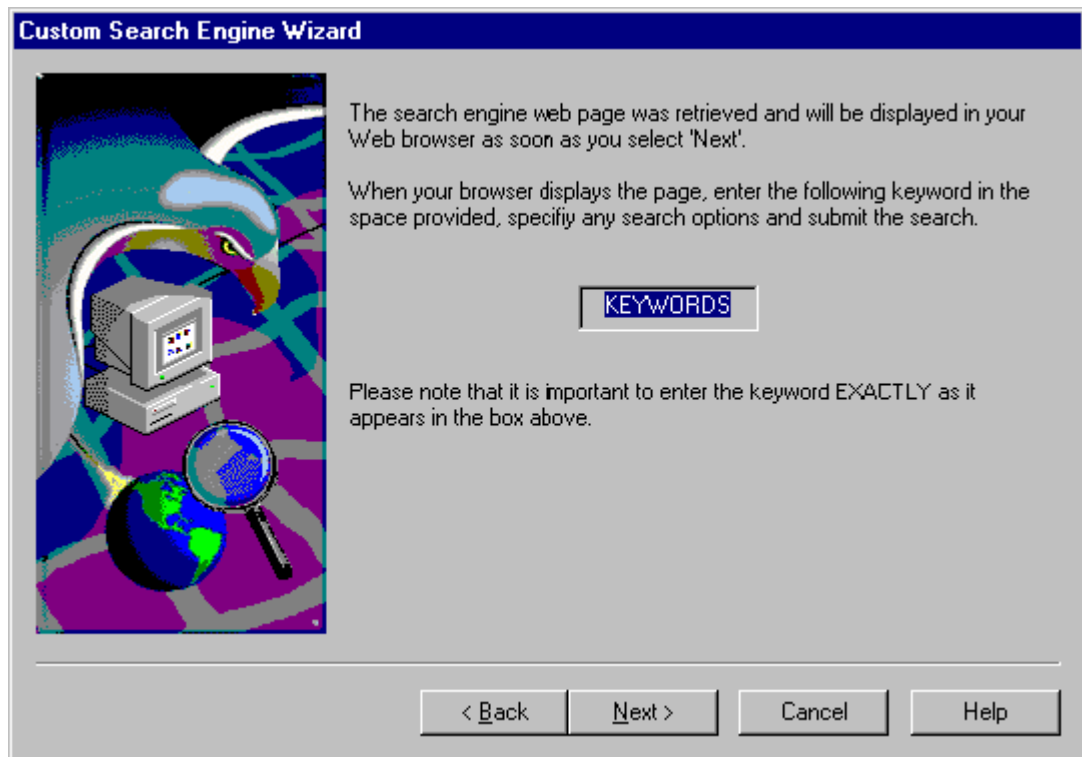 Custom Search Engine Wizard
The search engine web page was retrieved and will be displayed in your
Web browser as soon as you select 'Next'.
When your browser displays the page, enter the following keyword in the
space provided, specifiy any search options and submit the search.
KEYWORDS
Please note that it is important to enter the keyword EXACTLY as it
appears in the box above.
< Back Next > Cancel Help